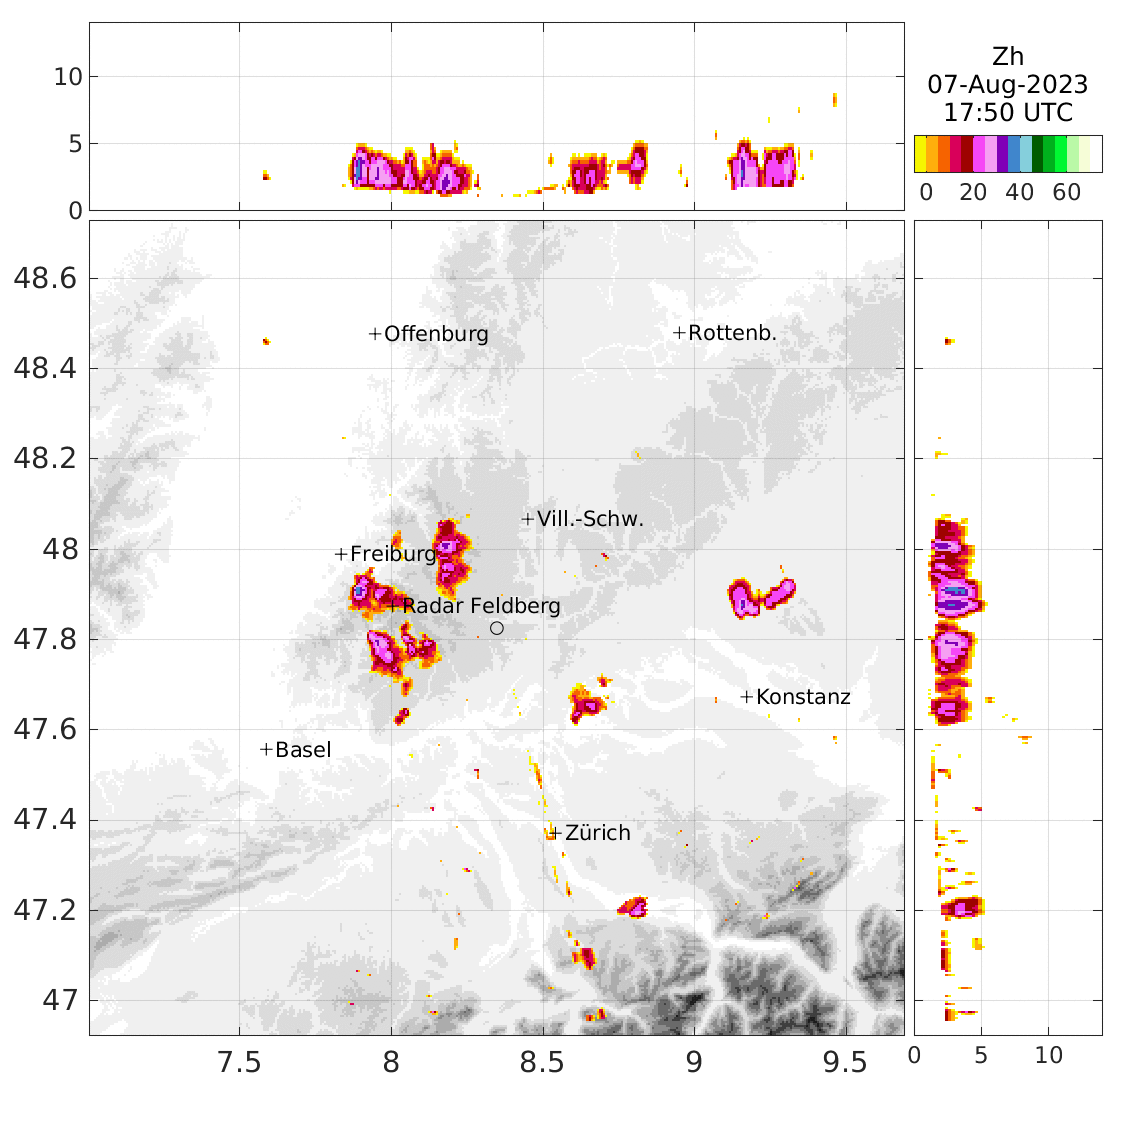 Zh
07-Aug-2023
17:50 UTC
0 20 40 60
10
5
0
48.6
+Offenburg +Rottenb.
48.4
48.2
+Vill.-Schw.
48
+Freiburg
+Radar Feldberg
47.8
+Konstanz
47.6
+Basel
47.4
+Zürich
47.2
47
7.5 8 8.5 9 9.5
0 5 10